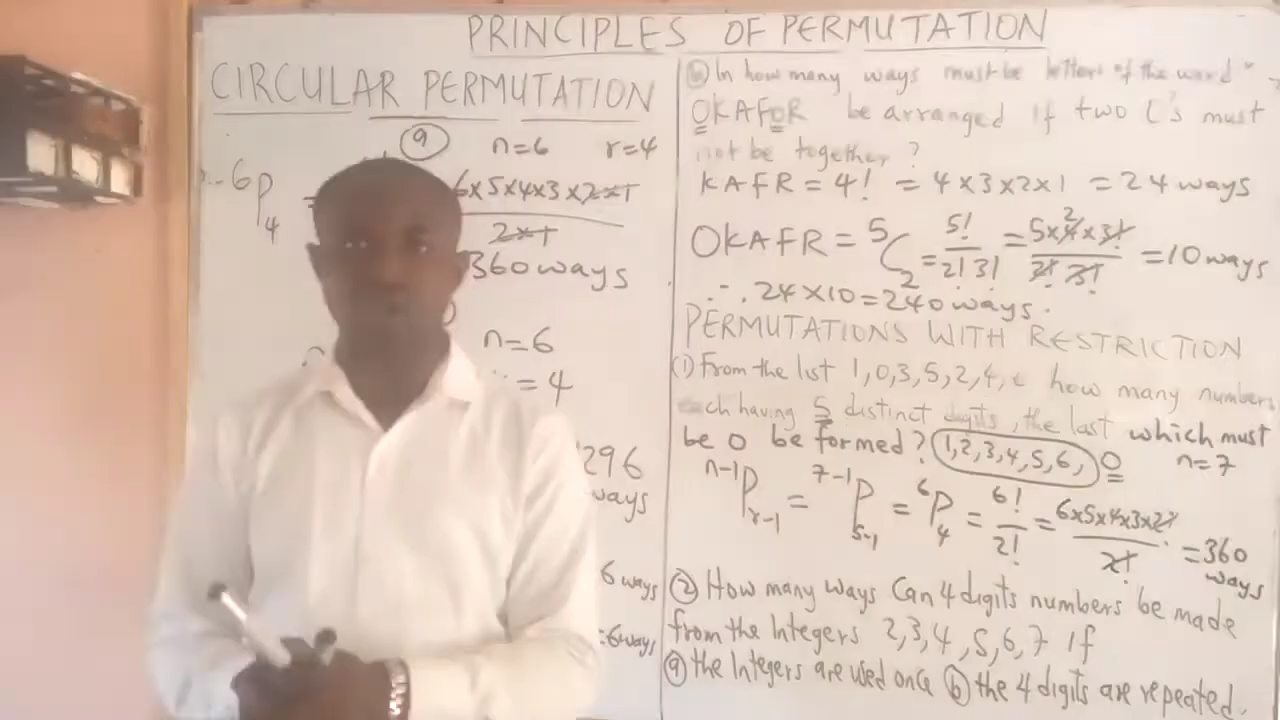 PRINCIPLES OF PERMUTATION
CIRCULAR PERMUTATION
9 n=6 r=4
6P4 = 6x5x4x3x2x1
2x1
360 ways
n=6
= 4
296
ways
6 ways
=6ways
6 In how many ways must be letters of the word "
OKAFOR be arranged if two C's must
not be together?
KAFR = 4! = 4x3x2x1 = 24 ways
OKAFR = 5C2 = 5!/2!3! = 5x4x3!/2!3! = 10 ways
∴ 24x10=240 ways.
PERMUTATIONS WITH RESTRICTION
(1) From the list 1,0,3,5,2,4, how many numbers
each having 5 distinct digits, the last which must
be 0 be formed? (1,2,3,4,5,6,) 0 n=7
n-1Pr-1 = 7-1P5-1 = 6P4 = 6!/2! = 6x5x4x3x2!/2! = 360
ways
(2) How many ways Can 4 digits numbers be made
from the Integers 2,3,4,5,6,7 If
(a) the Integers are used once (b) the 4 digits are repeated.